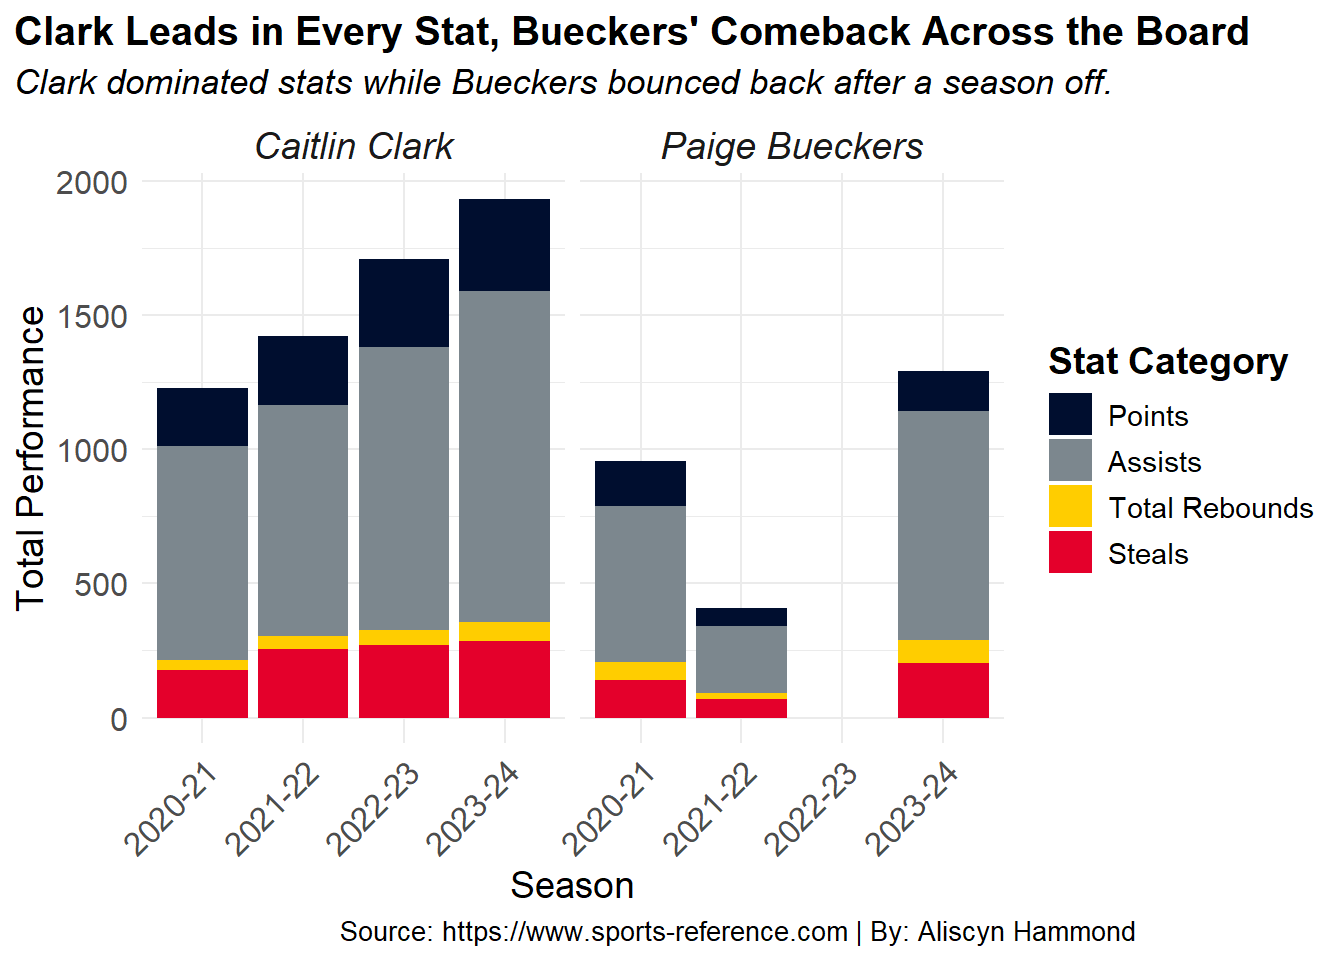 Clark Leads in Every Stat, Bueckers' Comeback Across the Board
Clark dominated stats while Bueckers bounced back after a season off.
Caitlin Clark
Paige Bueckers
2000
1500
1000
500
0
Total Performance
2020-21
2021-22
2022-23
2023-24
2020-21
2021-22
2022-23
2023-24
Season
Stat Category
Points
Assists
Total Rebounds
Steals
Source: https://www.sports-reference.com | By: Aliscyn Hammond